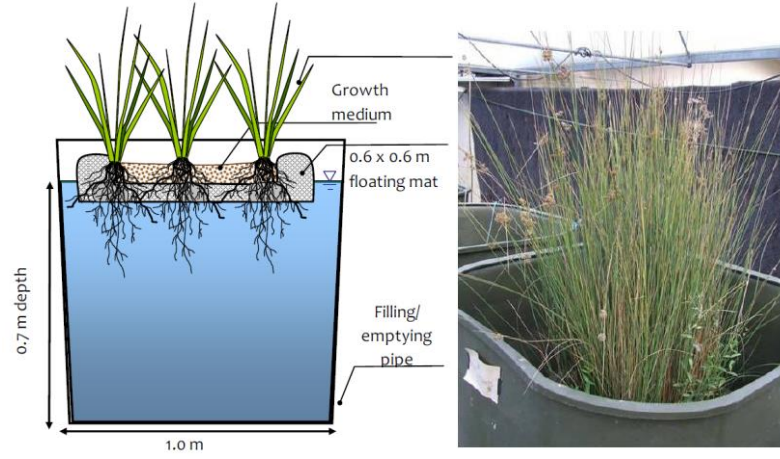 Growth
medium
0.6 x 0.6 m
floating mat
0.7 m depth
Filling/
emptying
pipe
1.0 m